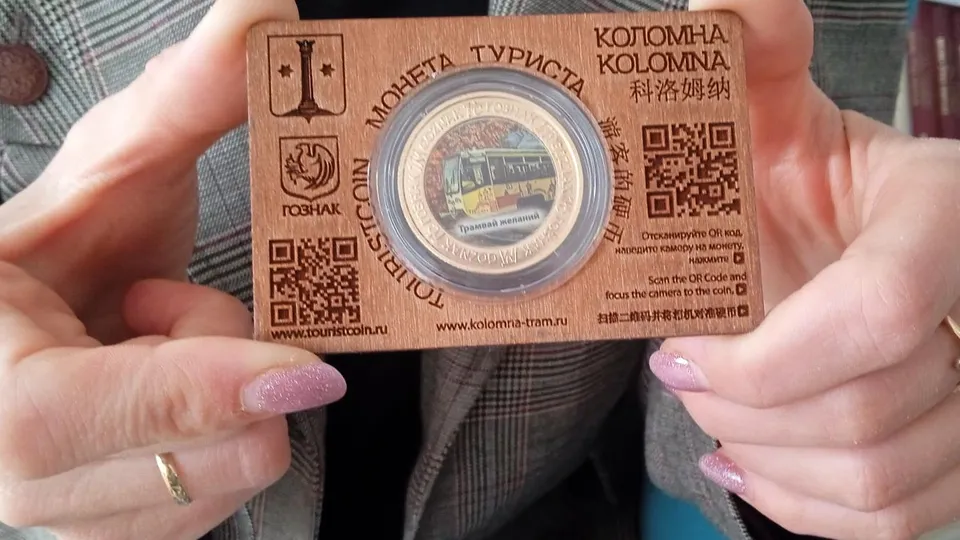 КОЛОМНА
KOLOMNA
科洛姆纳
МОНЕТА ТУРИСТА
TOURISTCOIN
游客的硬币
ГОЗНАК
Трамвай желаний
Отсканируйте QR код,
наведите камеру на монету,
нажмите
Scan the QR Code and
focus the camera to the coin.
扫描二维码并将相机对准硬币
www.touristcoin.ru
www.kolomna-tram.ru